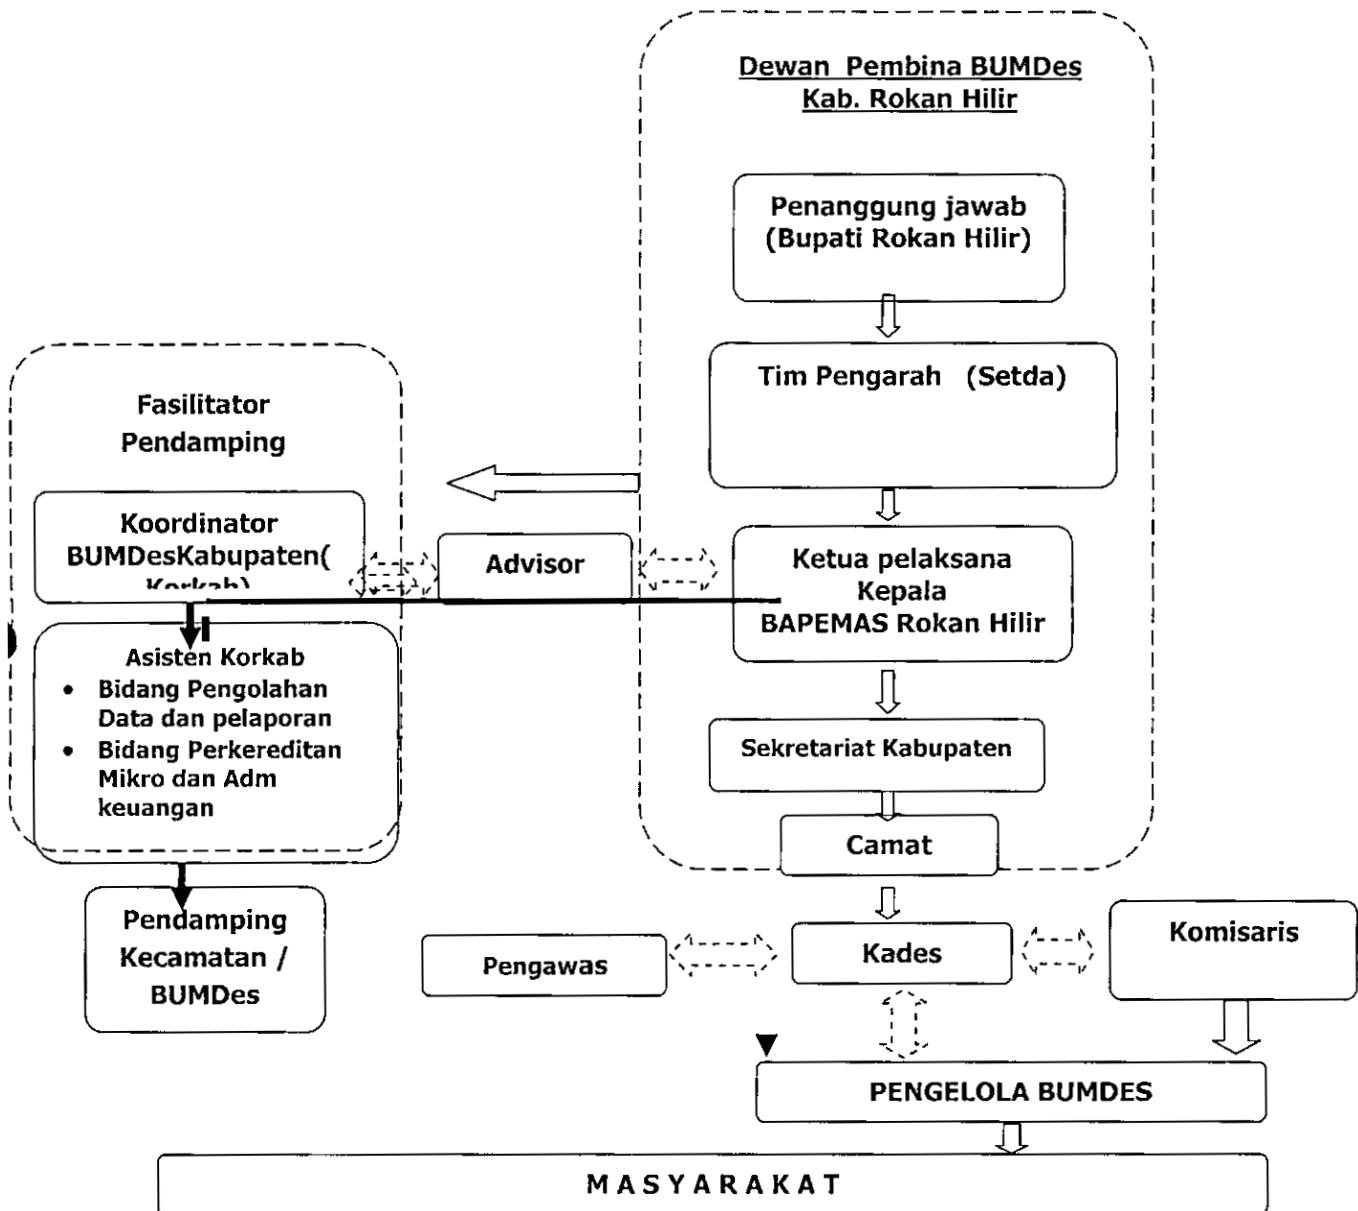 Dewan Pembina BUMDes
Kab. Rokan Hilir
Penanggung jawab
(Bupati Rokan Hilir)
Tim Pengarah (Setda)
Fasilitator
Pendamping
Koordinator
BUMDesKabupaten(
Korkab)
Advisor
Ketua pelaksana
Kepala
BAPEMAS Rokan Hilir
Asisten Korkab
• Bidang Pengolahan
Data dan pelaporan
• Bidang Perkereditan
Mikro dan Adm
keuangan
Sekretariat Kabupaten
Camat
Pendamping
Kecamatan /
BUMDes
Pengawas
Kades
Komisaris
PENGELOLA BUMDES
M A S Y A R A K A T